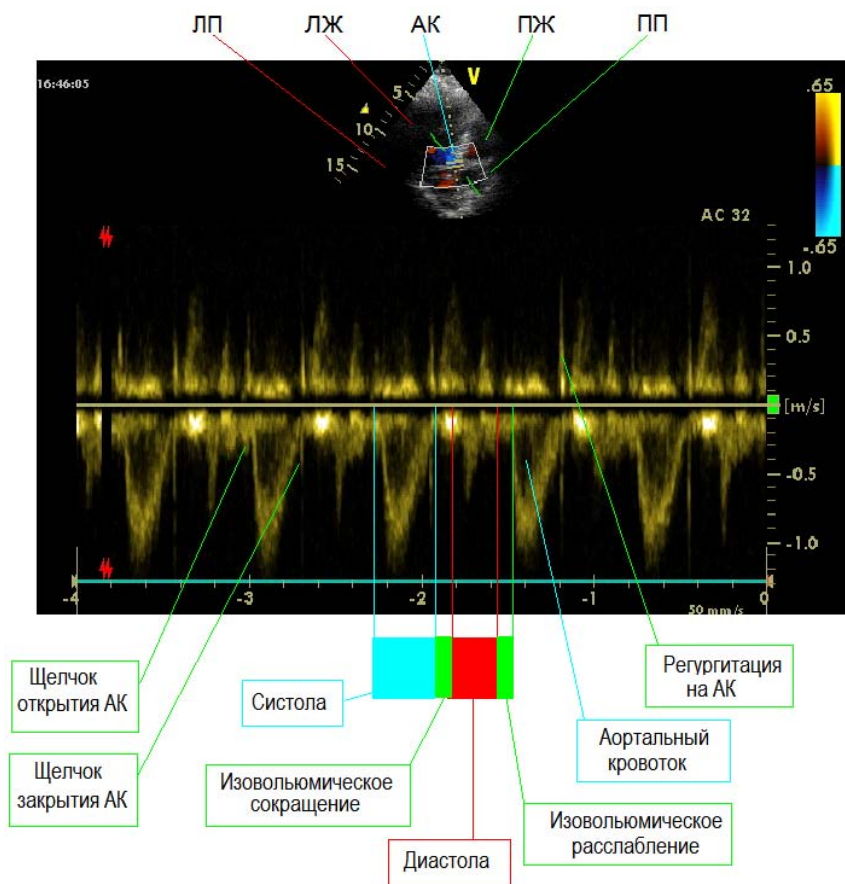 ЛП ЛЖ АК ПЖ ПП
16:46:05
V
5
10
15
.65
-.65
AC 32
1.0
0.5
[m/s]
-0.5
-1.0
-4 -3 -2 -1 0
50 mm/s
Щелчок
открытия АК
Щелчок
закрытия АК
Систола
Изовольюмическое
сокращение
Диастола
Изовольюмическое
расслабление
Аортальный
кровоток
Регургитация
на АК